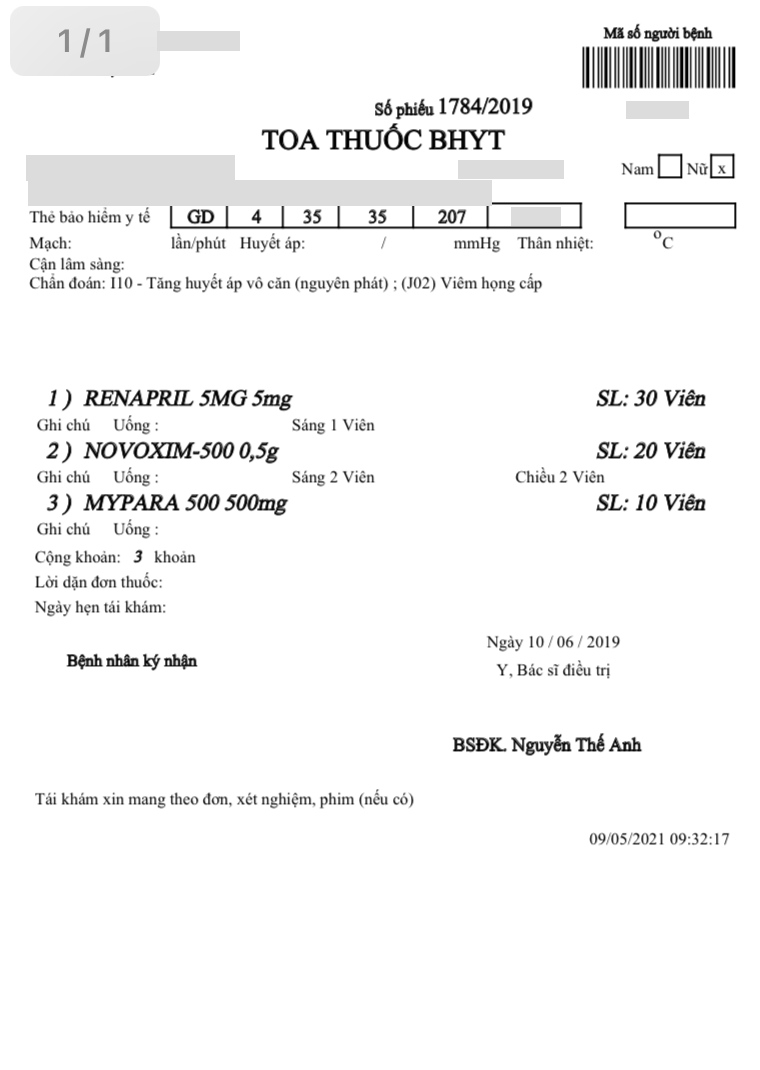 1/1
Mã số người bệnh
Số phiếu 1784/2019
TOA THUỐC BHYT
Nam Nữ x
Thẻ bảo hiểm y tế GD 4 35 35 207
Mạch: lần/phút Huyết áp: / mmHg Thân nhiệt: °C
Cận lâm sàng:
Chẩn đoán: I10 - Tăng huyết áp vô căn (nguyên phát) ; (J02) Viêm họng cấp
1 ) RENAPRIL 5MG 5mg SL: 30 Viên
Ghi chú Uống : Sáng 1 Viên
2 ) NOVOXIM-500 0,5g SL: 20 Viên
Ghi chú Uống : Sáng 2 Viên Chiều 2 Viên
3 ) MYPARA 500 500mg SL: 10 Viên
Ghi chú Uống :
Cộng khoản: 3 khoản
Lời dặn đơn thuốc:
Ngày hẹn tái khám:
Ngày 10 / 06 / 2019
Bệnh nhân ký nhận
Y, Bác sĩ điều trị
BSĐK. Nguyễn Thế Anh
Tái khám xin mang theo đơn, xét nghiệm, phim (nếu có)
09/05/2021 09:32:17